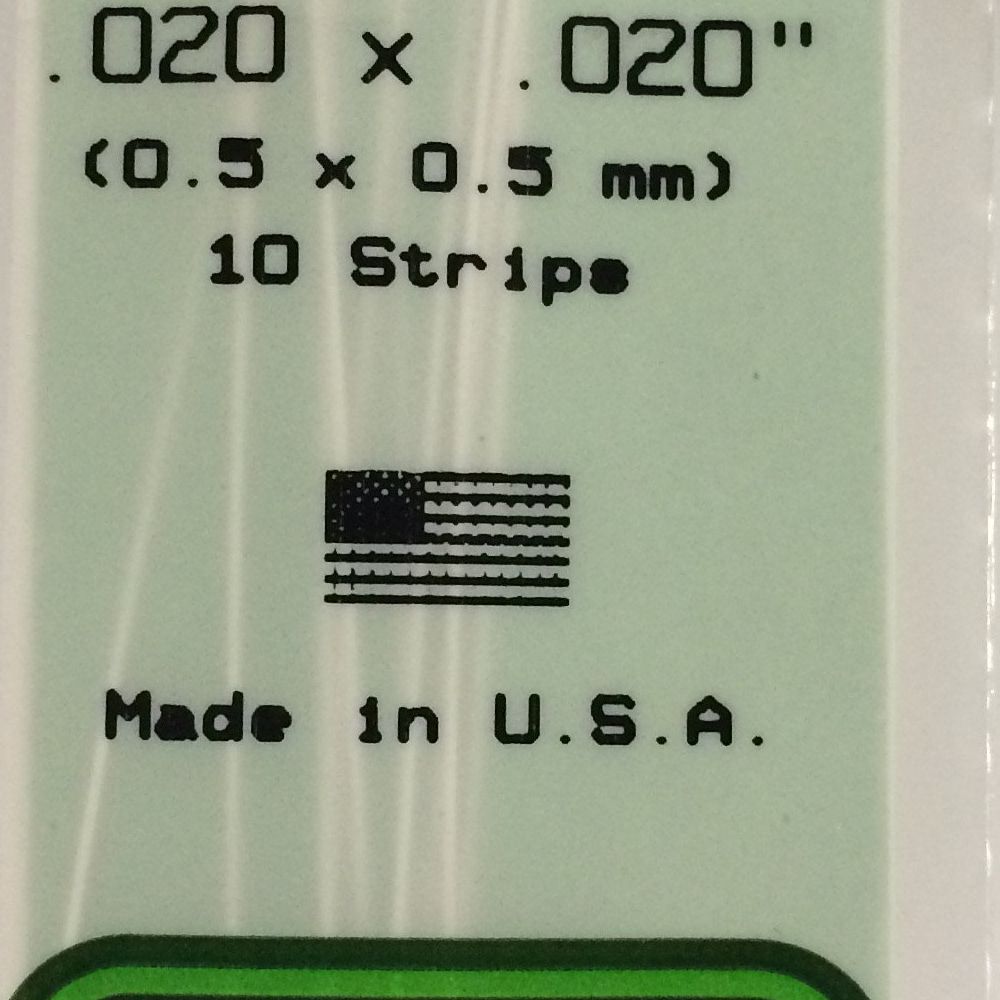 .020 x .020"
(0.5 x 0.5 mm)
10 Strips
Made in U.S.A.